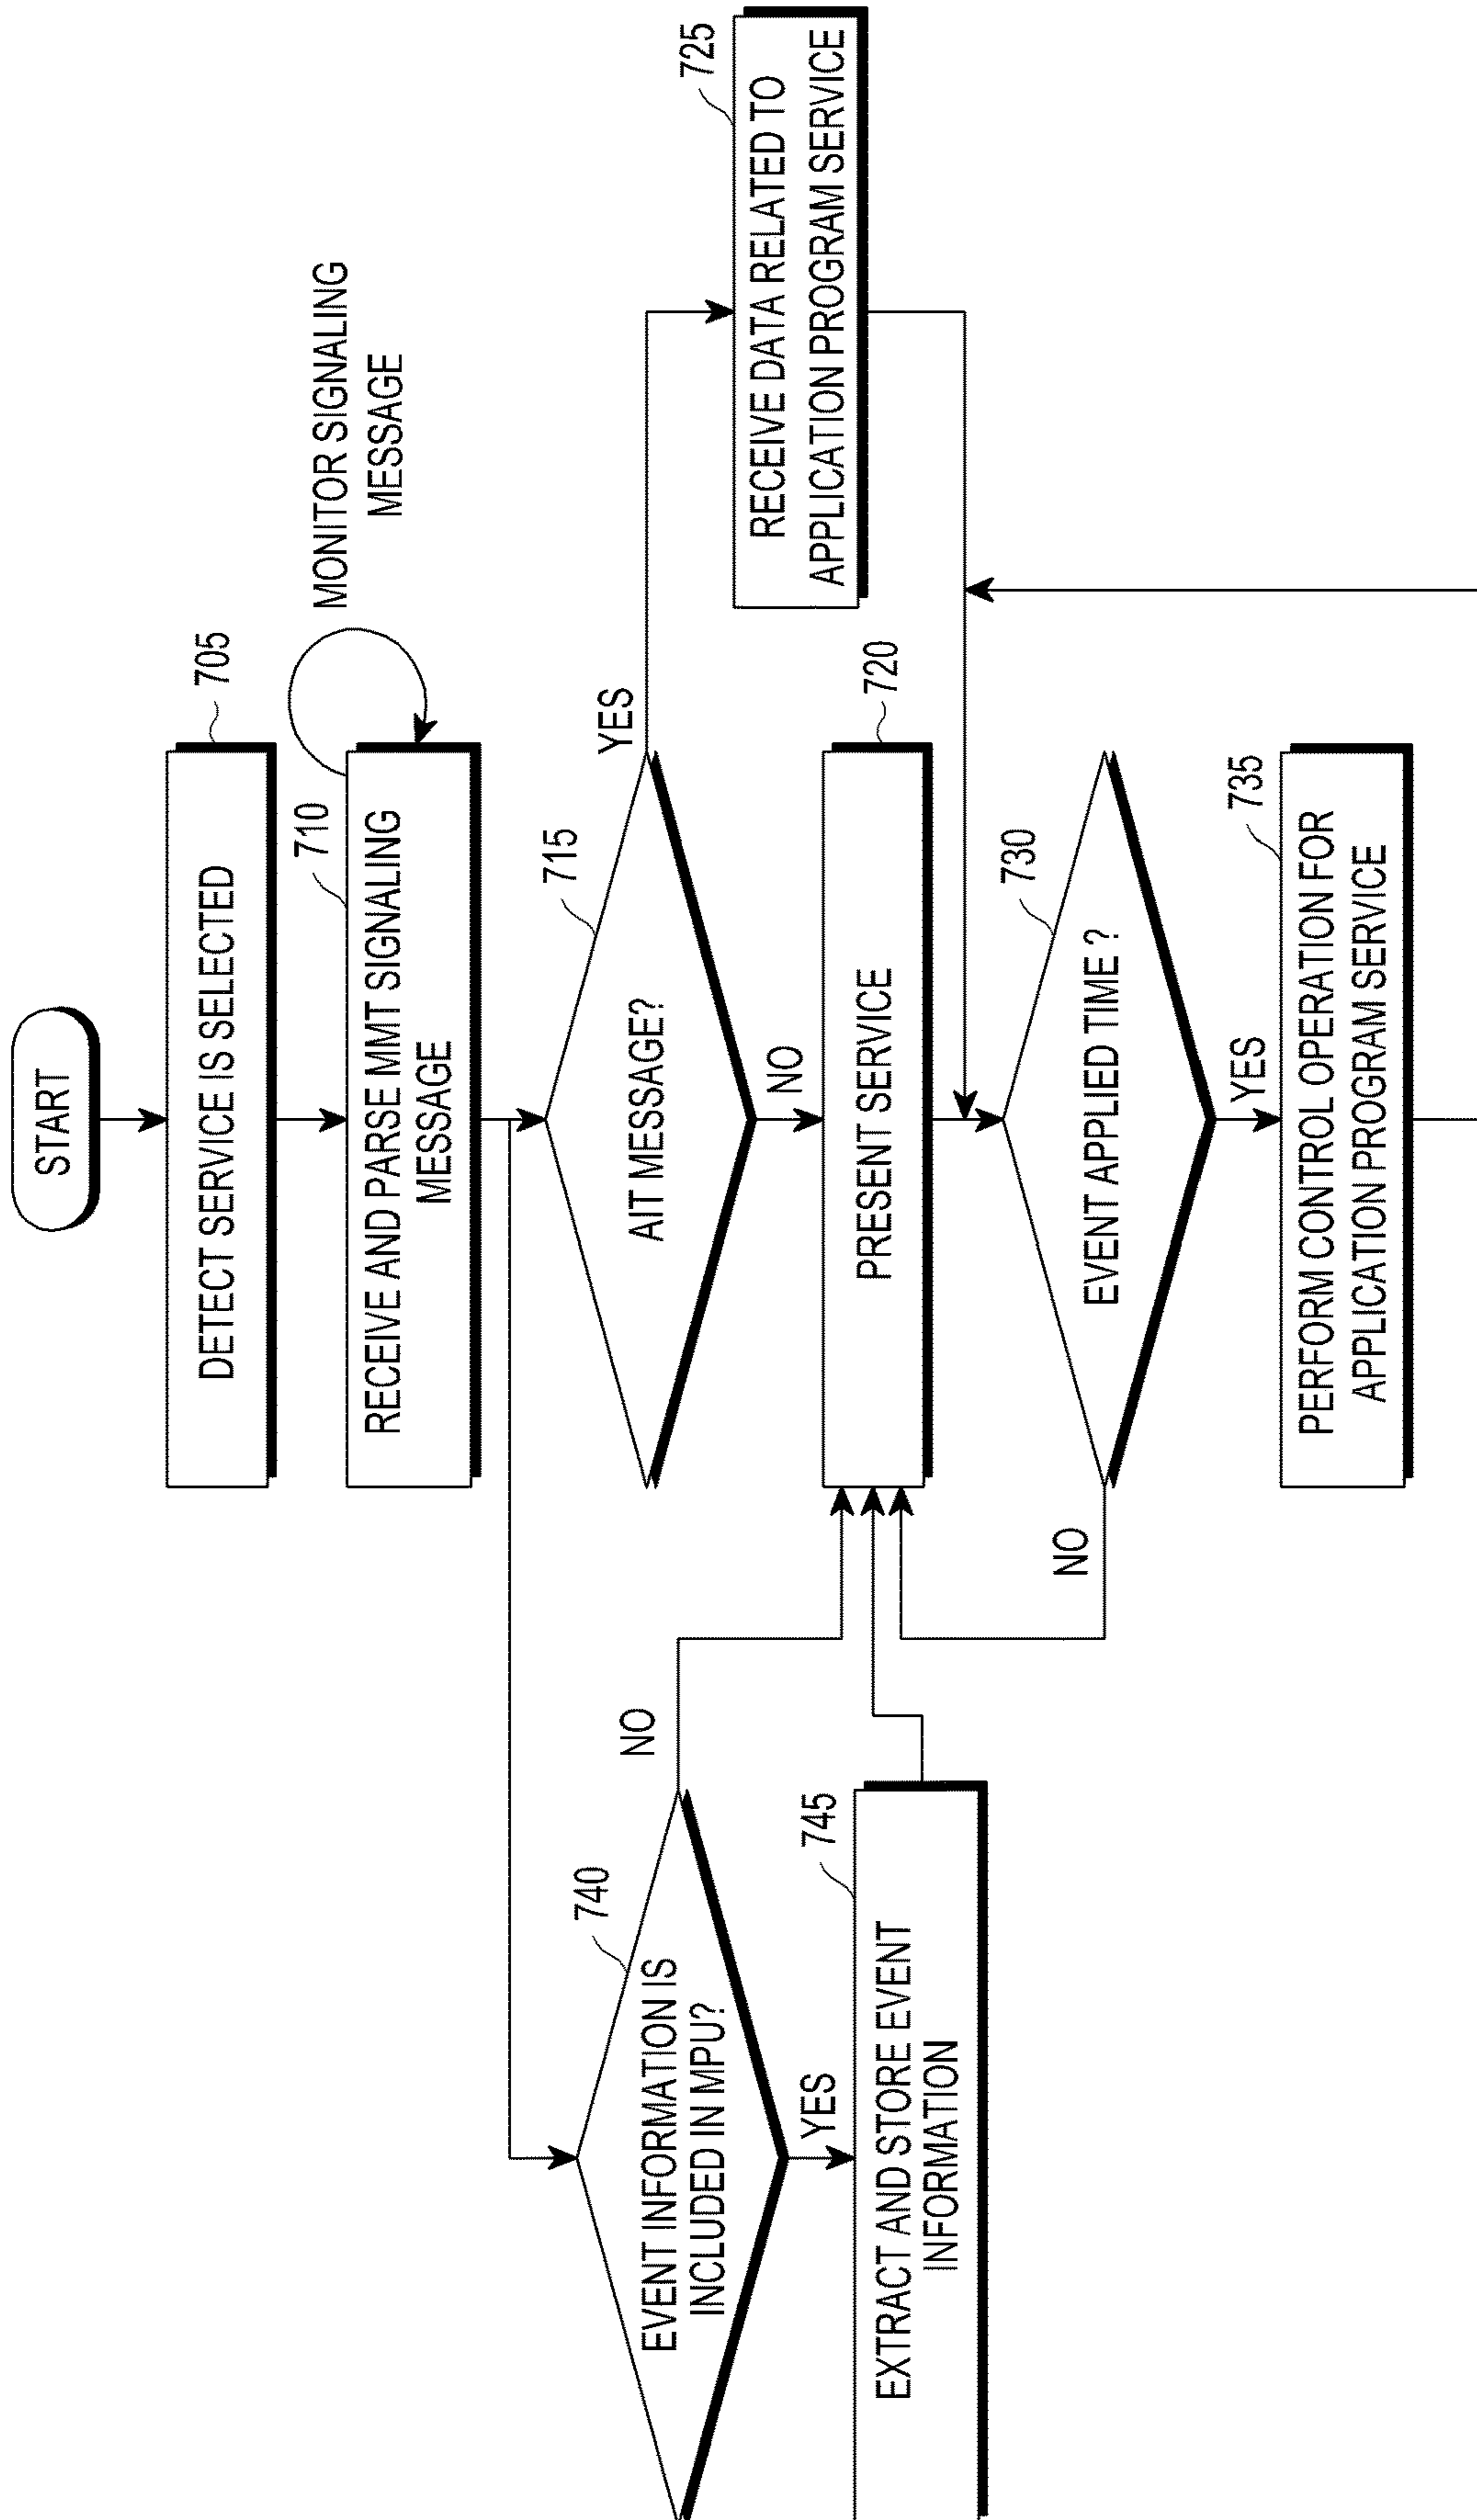 START
DETECT SERVICE IS SELECTED
705
RECEIVE AND PARSE MMT SIGNALING
MESSAGE
710
MONITOR SIGNALING
MESSAGE
AIT MESSAGE?
715
YES
NO
RECEIVE DATA RELATED TO
APPLICATION PROGRAM SERVICE
725
PRESENT SERVICE
720
EVENT APPLIED TIME ?
730
NO
YES
PERFORM CONTROL OPERATION FOR
APPLICATION PROGRAM SERVICE
735
EVENT INFORMATION IS
INCLUDED IN MPU?
740
NO
YES
EXTRACT AND STORE EVENT
INFORMATION
745